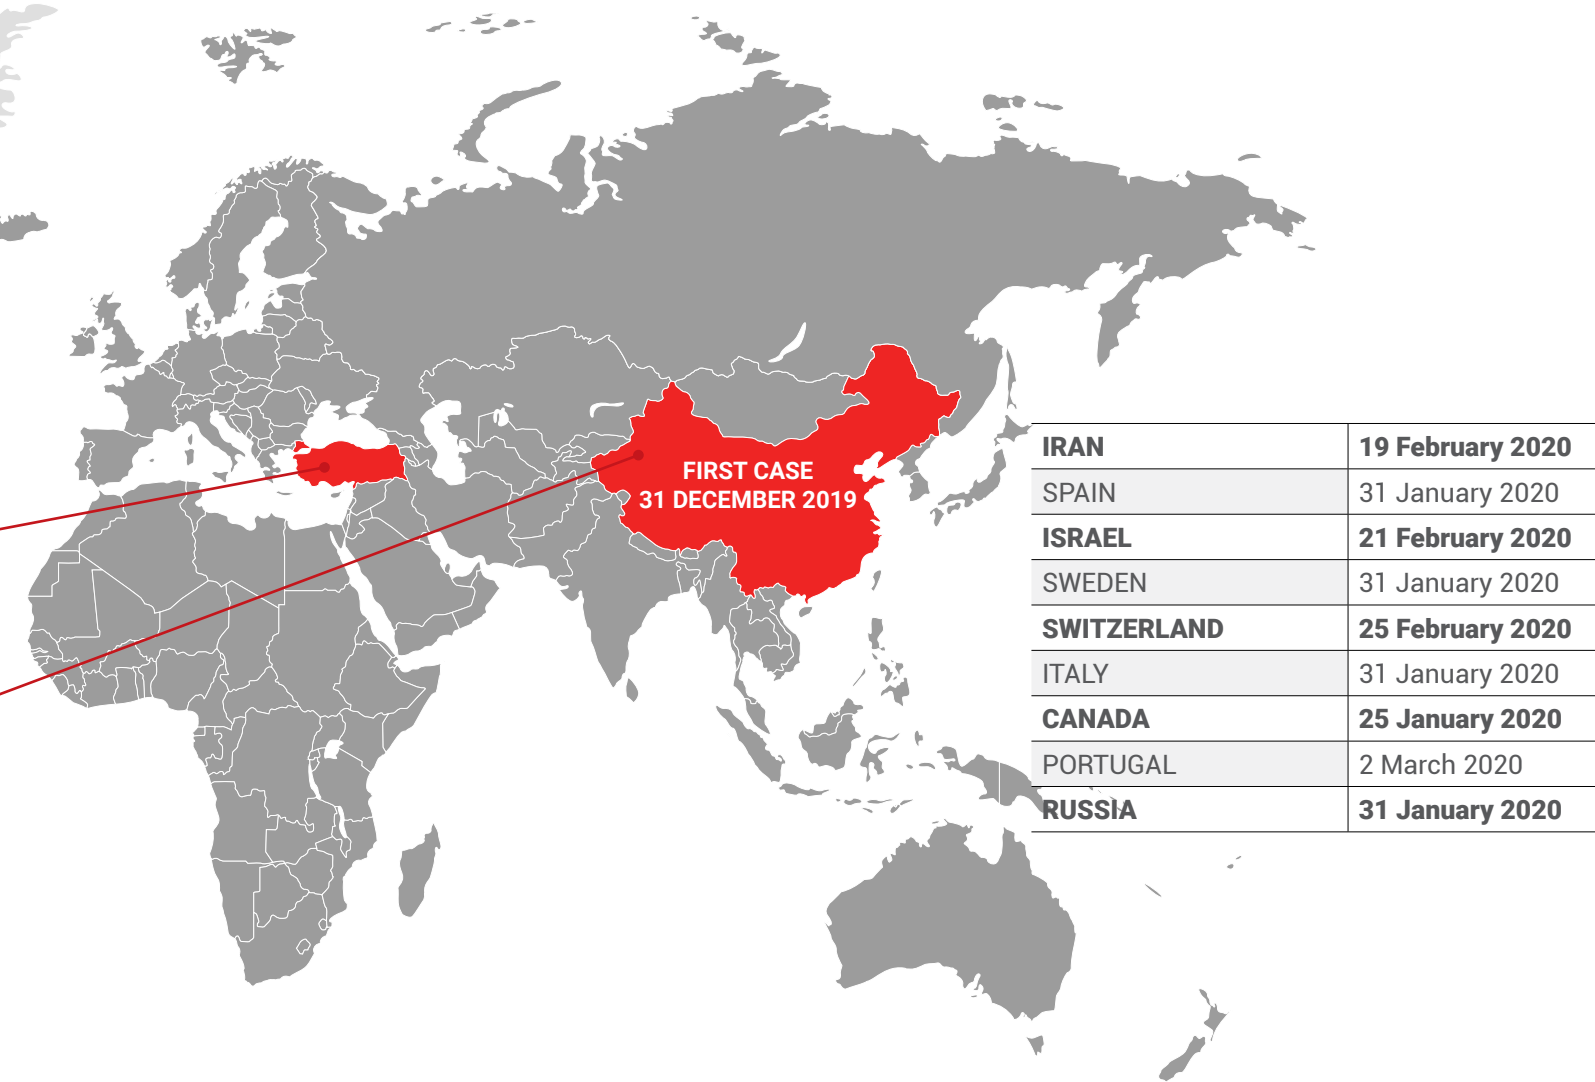 FIRST CASE
31 DECEMBER 2019
IRAN 19 February 2020
SPAIN 31 January 2020
ISRAEL 21 February 2020
SWEDEN 31 January 2020
SWITZERLAND 25 February 2020
ITALY 31 January 2020
CANADA 25 January 2020
PORTUGAL 2 March 2020
RUSSIA 31 January 2020